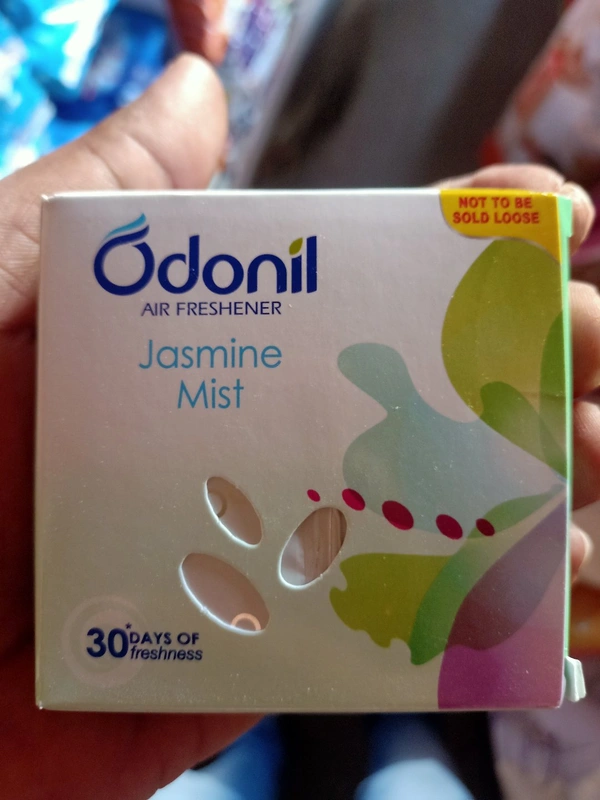 NOT TO BE
SOLD LOOSE
Odonil
AIR FRESHENER
Jasmine
Mist
30*DAYS OF
freshness